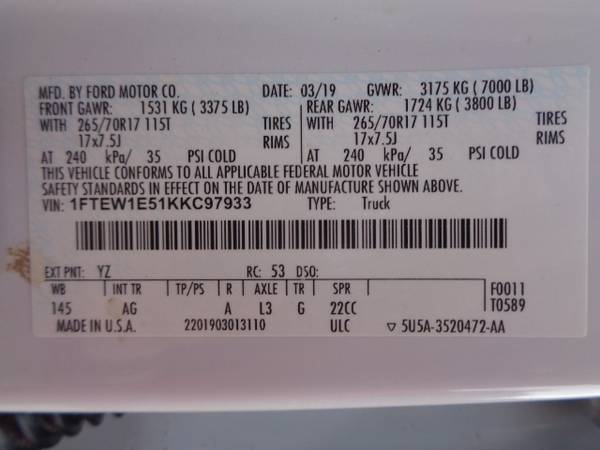 MFD. BY FORD MOTOR CO. DATE: 03/19 GVWR: 3175 KG ( 7000 LB)
FRONT GAWR: 1531 KG ( 3375 LB) REAR GAWR: 1724 KG ( 3800 LB)
WITH 265/70R17 115T TIRES WITH 265/70R17 115T TIRES
17x7.5J RIMS 17x7.5J RIMS
AT 240 kPa/ 35 PSI COLD AT 240 kPa/ 35 PSI COLD
THIS VEHICLE CONFORMS TO ALL APPLICABLE FEDERAL MOTOR VEHICLE
SAFETY STANDARDS IN EFFECT ON THE DATE OF MANUFACTURE SHOWN ABOVE.
VIN: 1FTEW1E51KKC97933 TYPE: Truck
EXT PNT: YZ RC: 53 DSO:
WB INT TR TP/PS R AXLE TR SPR F0011
145 AG A L3 G 22CC T0589
MADE IN U.S.A. 2201903013110 ULC ▽ 5U5A-3520472-AA